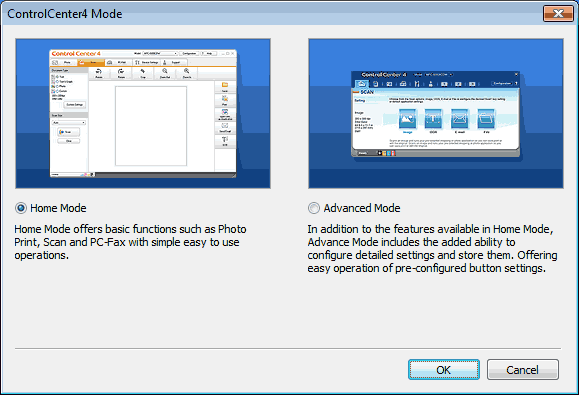 ControlCenter4 Mode
ControlCenter 4
ControlCenter 4
SCAN
Image
OCR
E-mail
File
Home Mode
Home Mode offers basic functions such as Photo
Print, Scan and PC-Fax with simple easy to use
operations.
Advanced Mode
In addition to the features available in Home Mode,
Advance Mode includes the added ability to
configure detailed settings and store them. Offering
easy operation of pre-configured button settings.
OK
Cancel